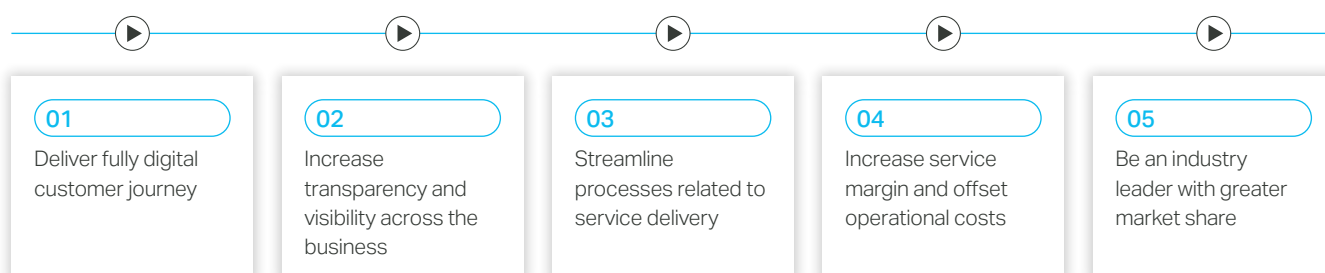 01
Deliver fully digital
customer journey
02
Increase
transparency and
visibility across the
business
03
Streamline
processes related to
service delivery
04
Increase service
margin and offset
operational costs
05
Be an industry
leader with greater
market share